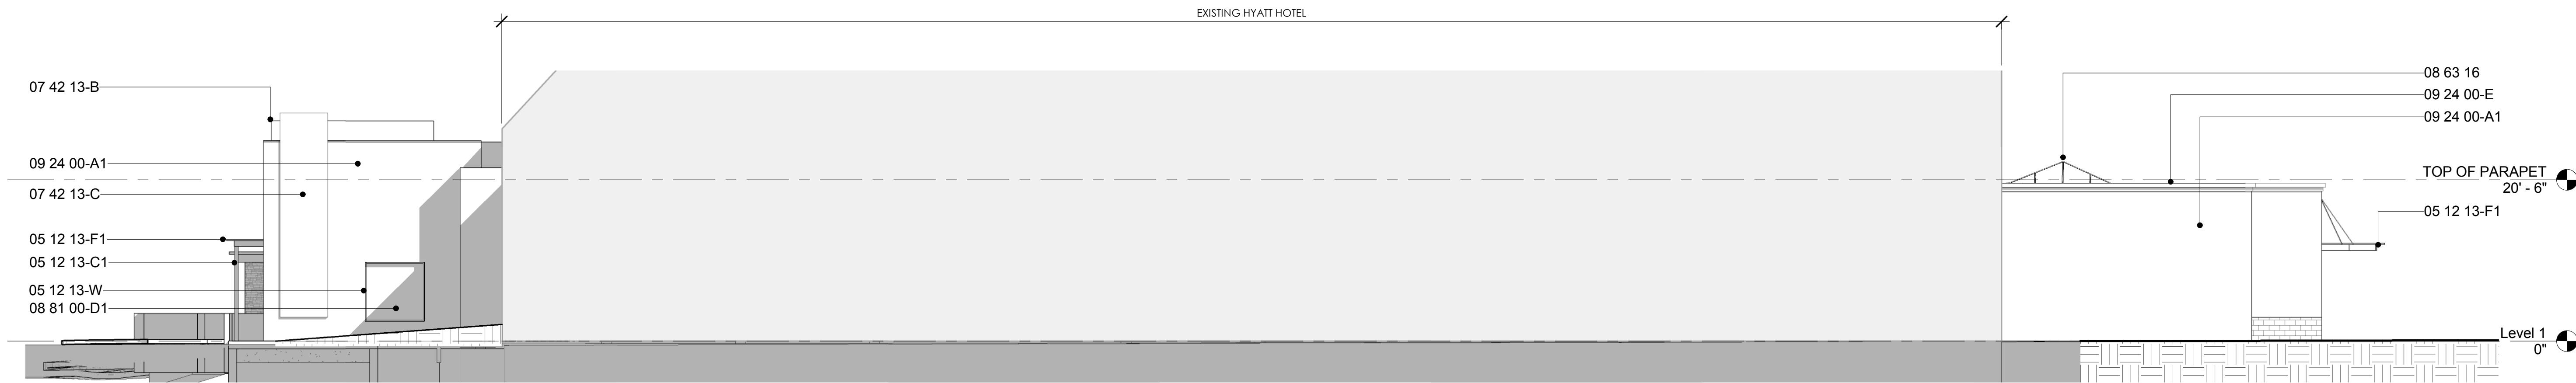 EXISTING HYATT HOTEL
07 42 13-B
09 24 00-A1
07 42 13-C
05 12 13-F1
05 12 13-C1
05 12 13-W
08 81 00-D1
08 63 16
09 24 00-E
09 24 00-A1
TOP OF PARAPET
20' - 6"
05 12 13-F1
Level 1
0"